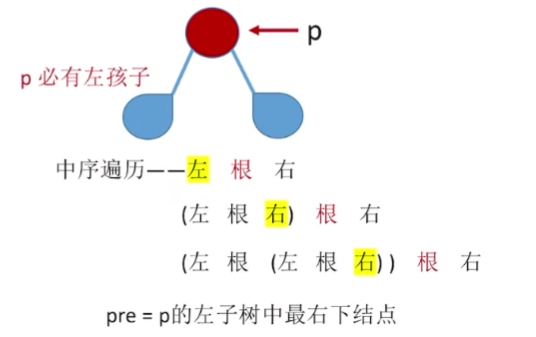 p
p 必有左孩子
中序遍历——左 根 右
(左 根 右) 根 右
(左 根 (左 根 右) ) 根 右
pre = p的左子树中最右下结点